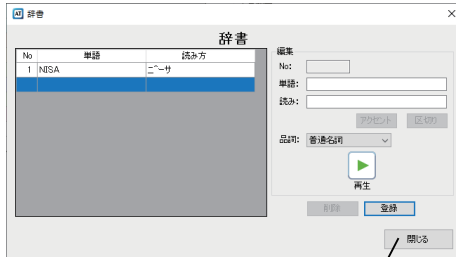 辞書
辞書
No 単語 読み方
1 NISA ニ^ーサ
編集
No:
単語:
読み:
アクセント 区切り
品詞: 普通名詞
再生
削除 登録
閉じる